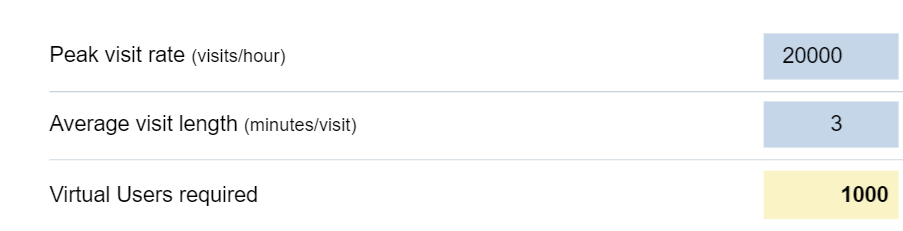 Peak visit rate (visits/hour) 20000
Average visit length (minutes/visit) 3
Virtual Users required 1000